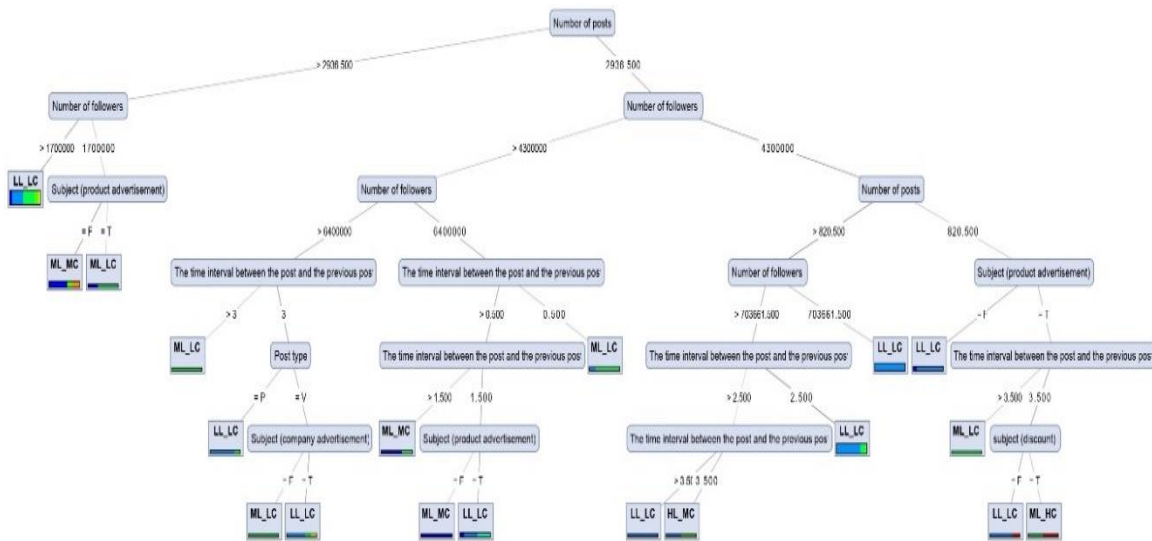 Number of posts
> 2936.500
2936.500
Number of followers
Number of followers
> 1700000
1700000
> 4300000
4300000
LL_LC
Subject (product advertisement)
Number of followers
Number of posts
= F
= T
> 6400000
6400000
> 820.500
820.500
ML_MC
ML_LC
The time interval between the post and the previous pos
The time interval between the post and the previous pos
Number of followers
Subject (product advertisement)
> 3
3
> 0.500
0.500
> 703661.500
703661.500
= F
= T
ML_LC
Post type
The time interval between the post and the previous pos
ML_LC
The time interval between the post and the previous pos
LL_LC
LL_LC
The time interval between the post and the previous pos
= P
= V
> 1.500
1.500
> 2.500
2.500
> 3.500
3.500
LL_LC
Subject (company advertisement)
ML_MC
Subject (product advertisement)
The time interval between the post and the previous pos
LL_LC
ML_LC
subject (discount)
= F
= T
= F
= T
3.500
= F
= T
ML_LC
LL_LC
ML_MC
LL_LC
LL_LC
HL_MC
LL_LC
ML_HC